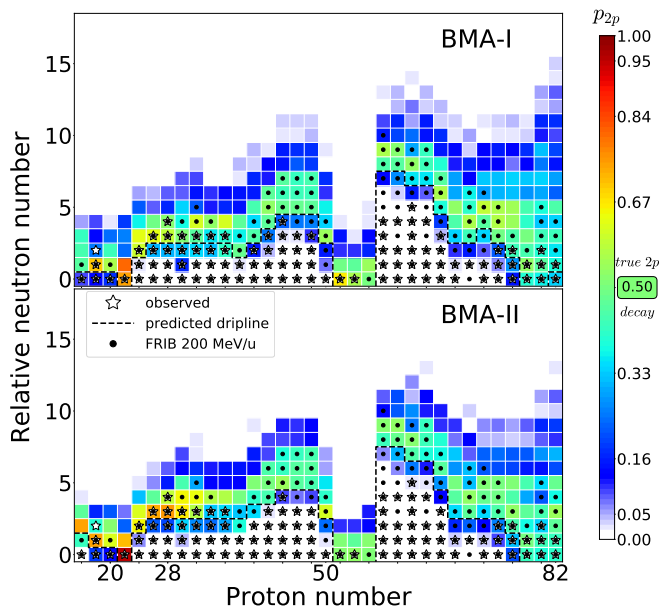 p2p
BMA-I
15
10
5
0
1.00
0.95
0.84
0.67
true 2p
0.50
decay
0.33
0.16
0.05
0.00
Relative neutron number
observed
predicted dripline
FRIB 200 MeV/u
BMA-II
15
10
5
0
20
28
50
82
Proton number